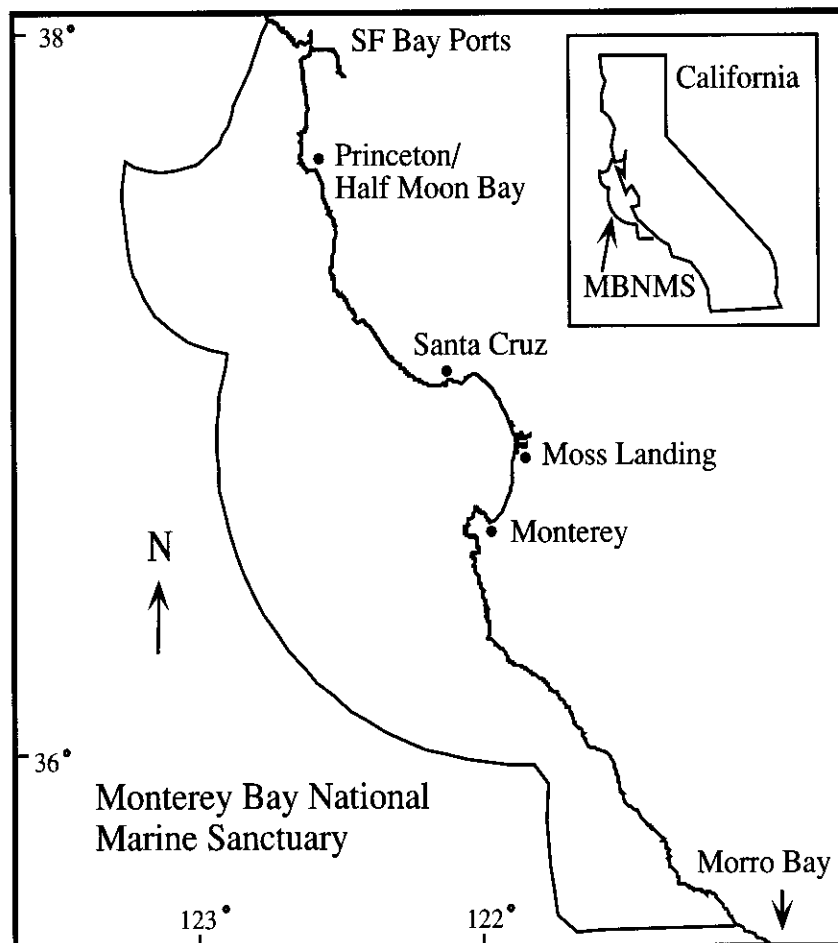 38°
SF Bay Ports
California
Princeton/
Half Moon Bay
MBNMS
Santa Cruz
Moss Landing
Monterey
N
36°
Monterey Bay National
Marine Sanctuary
Morro Bay
123°
122°